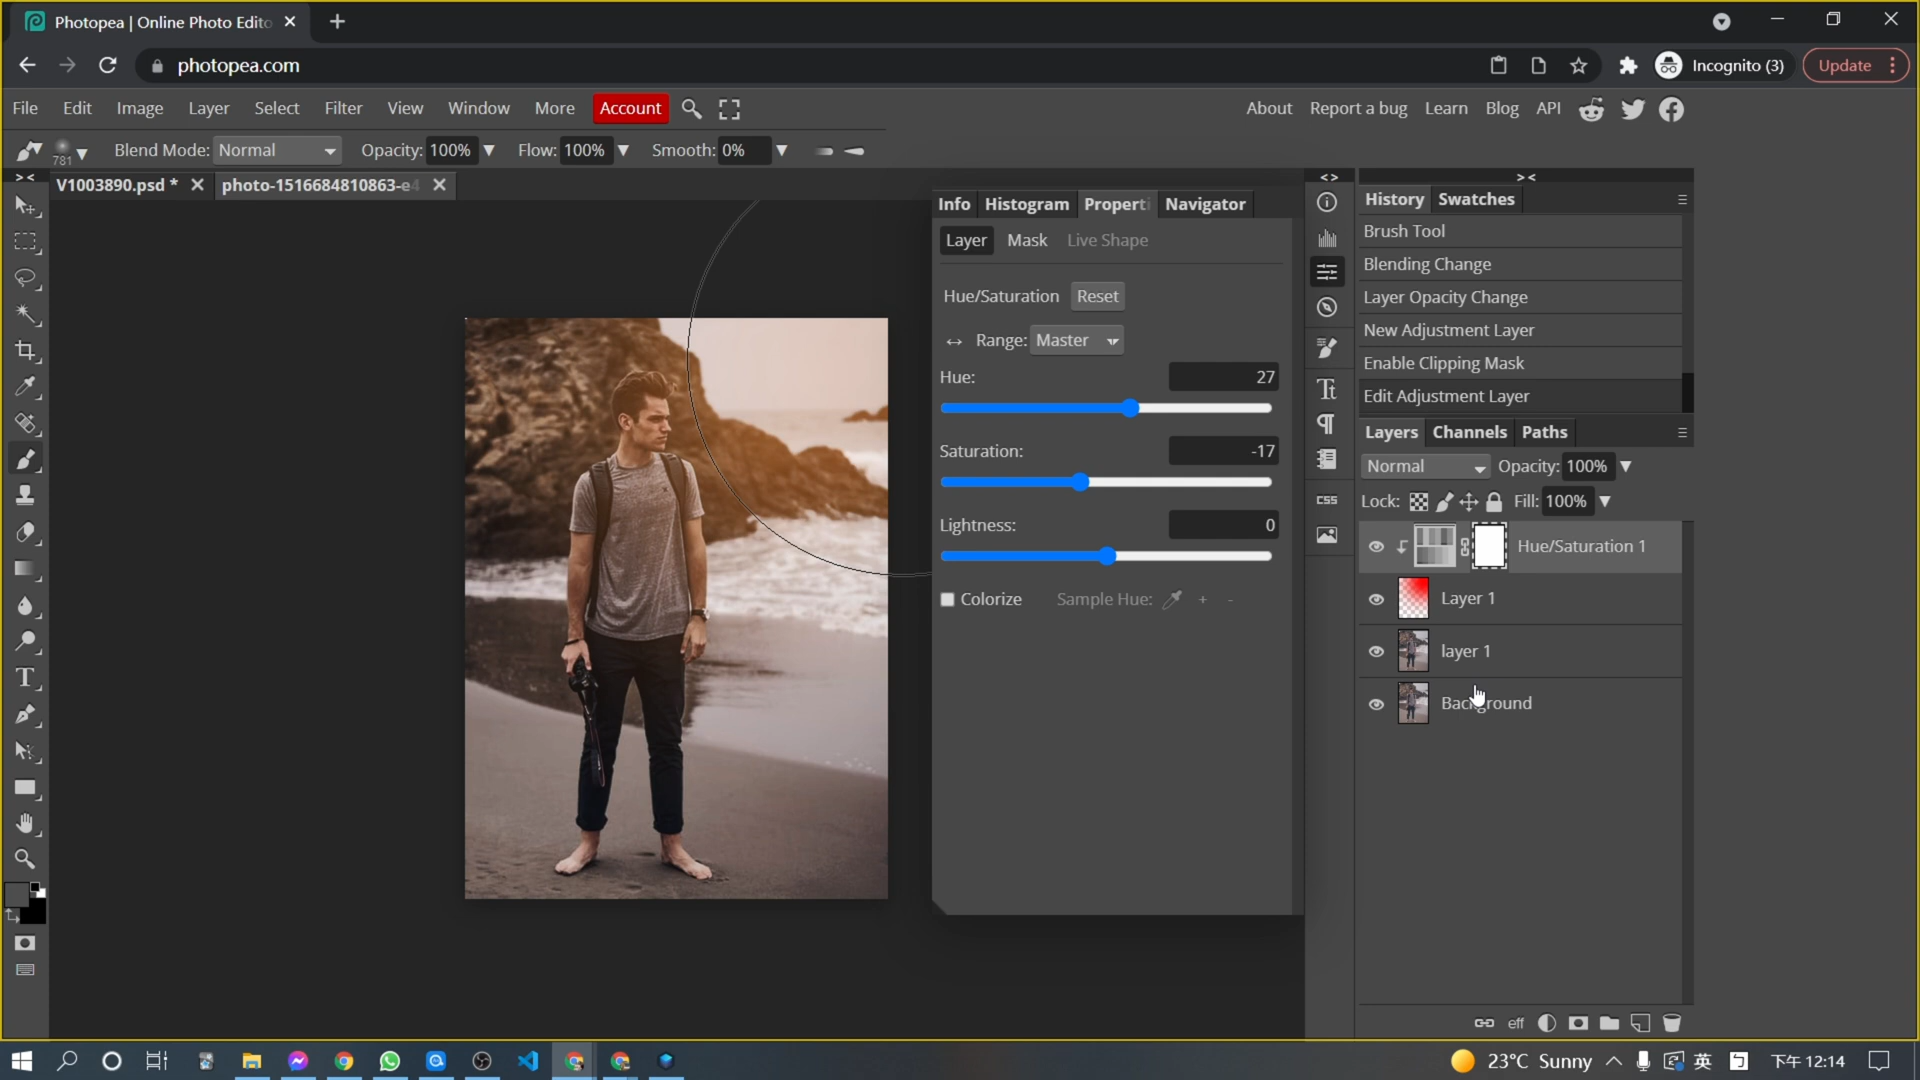 Photopea | Online Photo Edito
photopea.com
Incognito (3)
Update
File Edit Image Layer Select Filter View Window More Account
About Report a bug Learn Blog API
781 Blend Mode: Normal Opacity: 100% Flow: 100% Smooth: 0%
V1003890.psd * photo-1516684810863-e4
Info Histogram Properti Navigator
Layer Mask Live Shape
Hue/Saturation Reset
Range: Master
Hue: 27
Saturation: -17
Lightness: 0
Colorize Sample Hue: + -
CSS
History Swatches
Brush Tool
Blending Change
Layer Opacity Change
New Adjustment Layer
Enable Clipping Mask
Edit Adjustment Layer
Layers Channels Paths
Normal Opacity: 100%
Lock: Fill: 100%
Hue/Saturation 1
Layer 1
layer 1
Background
eff
23°C Sunny 英 下午 12:14